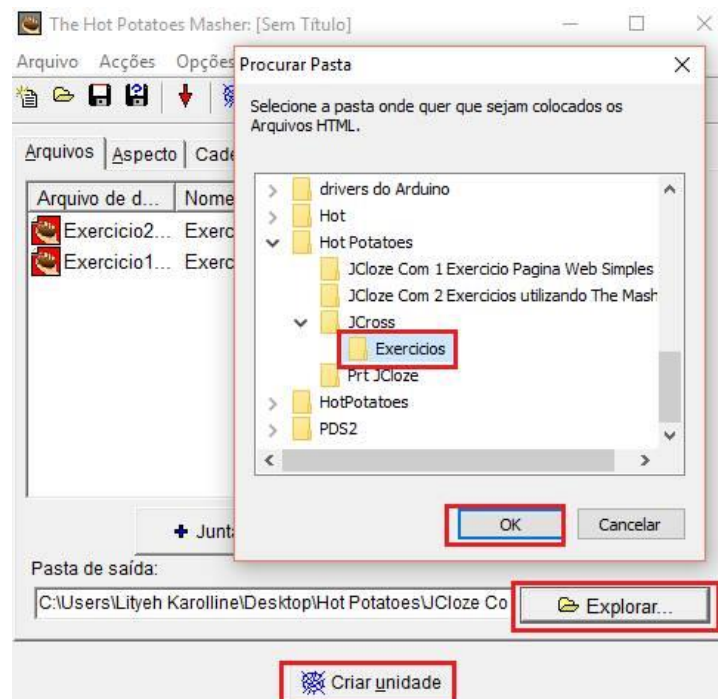 The Hot Potatoes Masher: [Sem Título]
Arquivo Acções Opções
Procurar Pasta
Selecione a pasta onde quer que sejam colocados os
Arquivos HTML.
Arquivos Aspecto Cade
Arquivo de d... Nome
Exercicio2... Exerc
Exercicio1... Exerc
drivers do Arduino
Hot
Hot Potatoes
JCloze Com 1 Exercicio Pagina Web Simples
JCloze Com 2 Exercicios utilizando The Mash
JCross
Exercicios
Prt JCloze
HotPotatoes
PDS2
OK Cancelar
Junta
Pasta de saída:
C:\Users\Lityeh Karolline\Desktop\Hot Potatoes\JCloze Co
Explorar...
Criar unidade